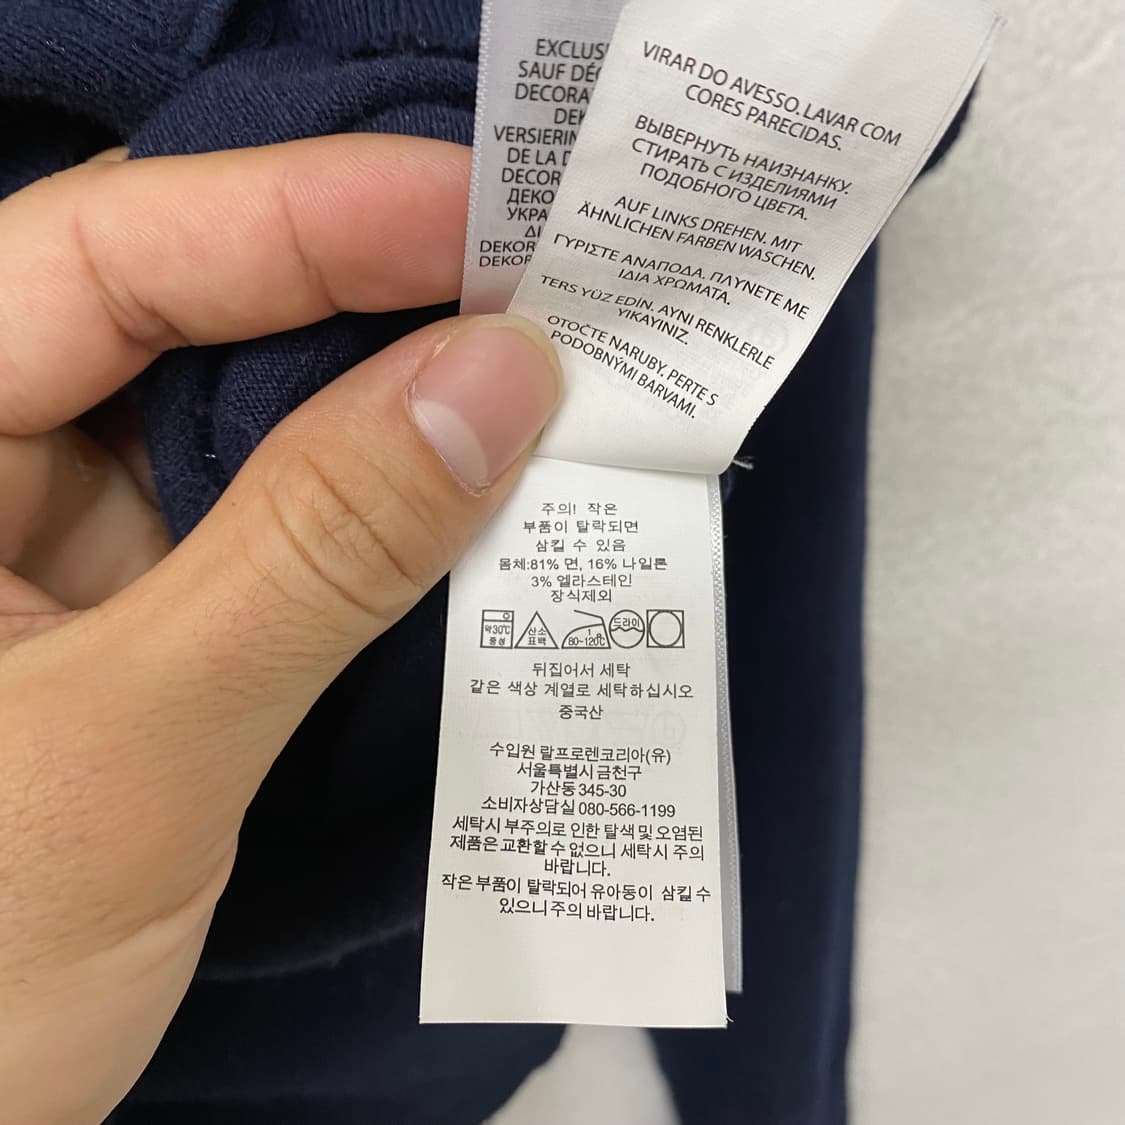 EXCLUS
SAUF DÉC
DECORA
DEK
VERSIERIN
DE LA D
DECOR
ДЕКО
УКРА
ΔΙ
DEKOR
DEKOR
VIRAR DO AVESSO. LAVAR COM
CORES PARECIDAS.
ВЫВЕРНУТЬ НАИЗНАНКУ.
СТИРАТЬ С ИЗДЕЛИЯМИ
ПОДОБНОГО ЦВЕТА.
AUF LINKS DREHEN. MIT
ÄHNLICHEN FARBEN WASCHEN.
ΓΥΡΙΣΤΕ ΑΝΑΠΟΔΑ. ΠΛΥΝΕΤΕ ΜΕ
ΙΔΙΑ ΧΡΩΜΑΤΑ.
TERS YÜZ EDİN. AYNI RENKLERLE
YIKAYINIZ.
OTOČTE NARUBY. PERTE S
PODOBNÝMI BARVAMI.
주의! 작은
부품이 탈락되면
삼킬 수 있음
몸체:81% 면, 16% 나일론
3% 엘라스테인
장식제외
약30℃
중성
산소
표백
80~120℃
드라이
뒤집어서 세탁
같은 색상 계열로 세탁하십시오
중국산
수입원 랄프로렌코리아(유)
서울특별시 금천구
가산동 345-30
소비자상담실 080-566-1199
세탁시 부주의로 인한 탈색 및 오염된
제품은 교환할 수 없으니 세탁시 주의
바랍니다.
작은 부품이 탈락되어 유아동이 삼킬 수
있으니 주의 바랍니다.